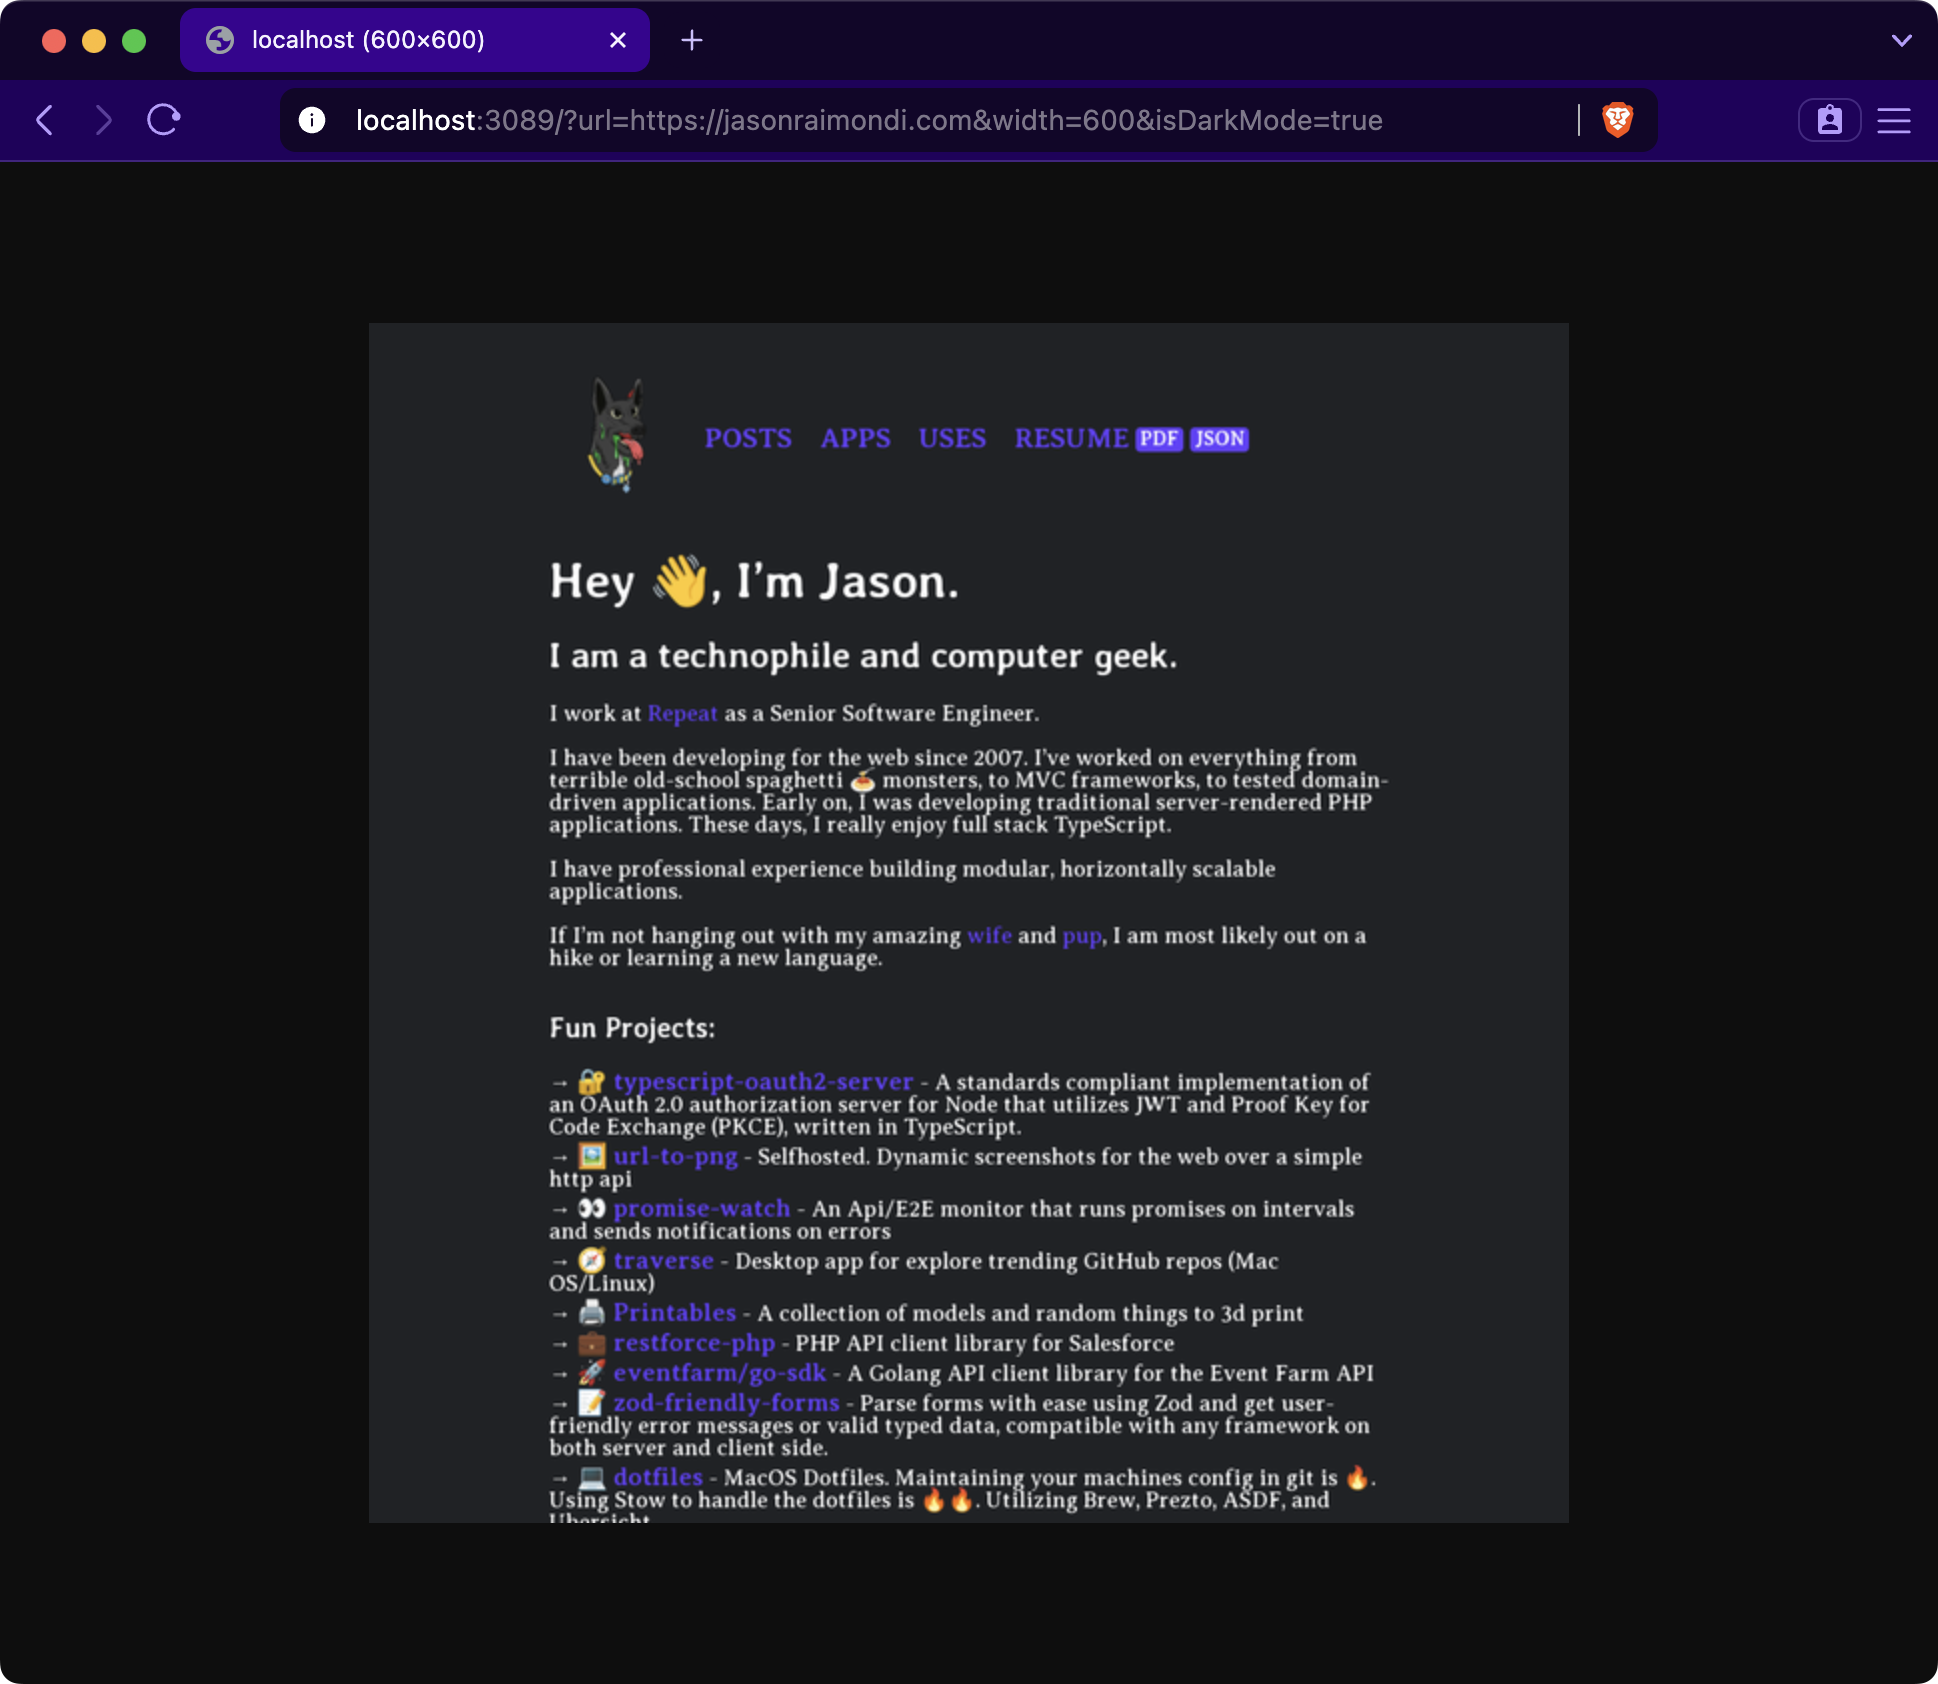 localhost (600×600)
localhost:3089/?url=https://jasonraimondi.com&width=600&isDarkMode=true
POSTS APPS USES RESUME PDF JSON
Hey 👋, I’m Jason.
I am a technophile and computer geek.
I work at Repeat as a Senior Software Engineer.
I have been developing for the web since 2007. I’ve worked on everything from
terrible old-school spaghetti 🍝 monsters, to MVC frameworks, to tested domain-
driven applications. Early on, I was developing traditional server-rendered PHP
applications. These days, I really enjoy full stack TypeScript.
I have professional experience building modular, horizontally scalable
applications.
If I’m not hanging out with my amazing wife and pup, I am most likely out on a
hike or learning a new language.
Fun Projects:
→ 🔐 typescript-oauth2-server - A standards compliant implementation of
an OAuth 2.0 authorization server for Node that utilizes JWT and Proof Key for
Code Exchange (PKCE), written in TypeScript.
→ 🖼️ url-to-png - Selfhosted. Dynamic screenshots for the web over a simple
http api
→ 👀 promise-watch - An Api/E2E monitor that runs promises on intervals
and sends notifications on errors
→ 🧭 traverse - Desktop app for explore trending GitHub repos (Mac
OS/Linux)
→ 🖨️ Printables - A collection of models and random things to 3d print
→ 💼 restforce-php - PHP API client library for Salesforce
→ 🚀 eventfarm/go-sdk - A Golang API client library for the Event Farm API
→ 📝 zod-friendly-forms - Parse forms with ease using Zod and get user-
friendly error messages or valid typed data, compatible with any framework on
both server and client side.
→ 💻 dotfiles - MacOS Dotfiles. Maintaining your machines config in git is 🔥.
Using Stow to handle the dotfiles is 🔥🔥. Utilizing Brew, Prezto, ASDF, and